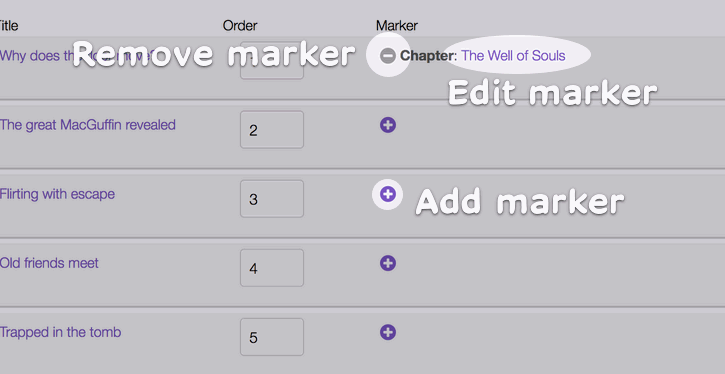 Title Order Marker
Why does th move?
Remove marker
Chapter: The Well of Souls
Edit marker
The great MacGuffin revealed 2
Flirting with escape 3
Add marker
Old friends meet 4
Trapped in the tomb 5